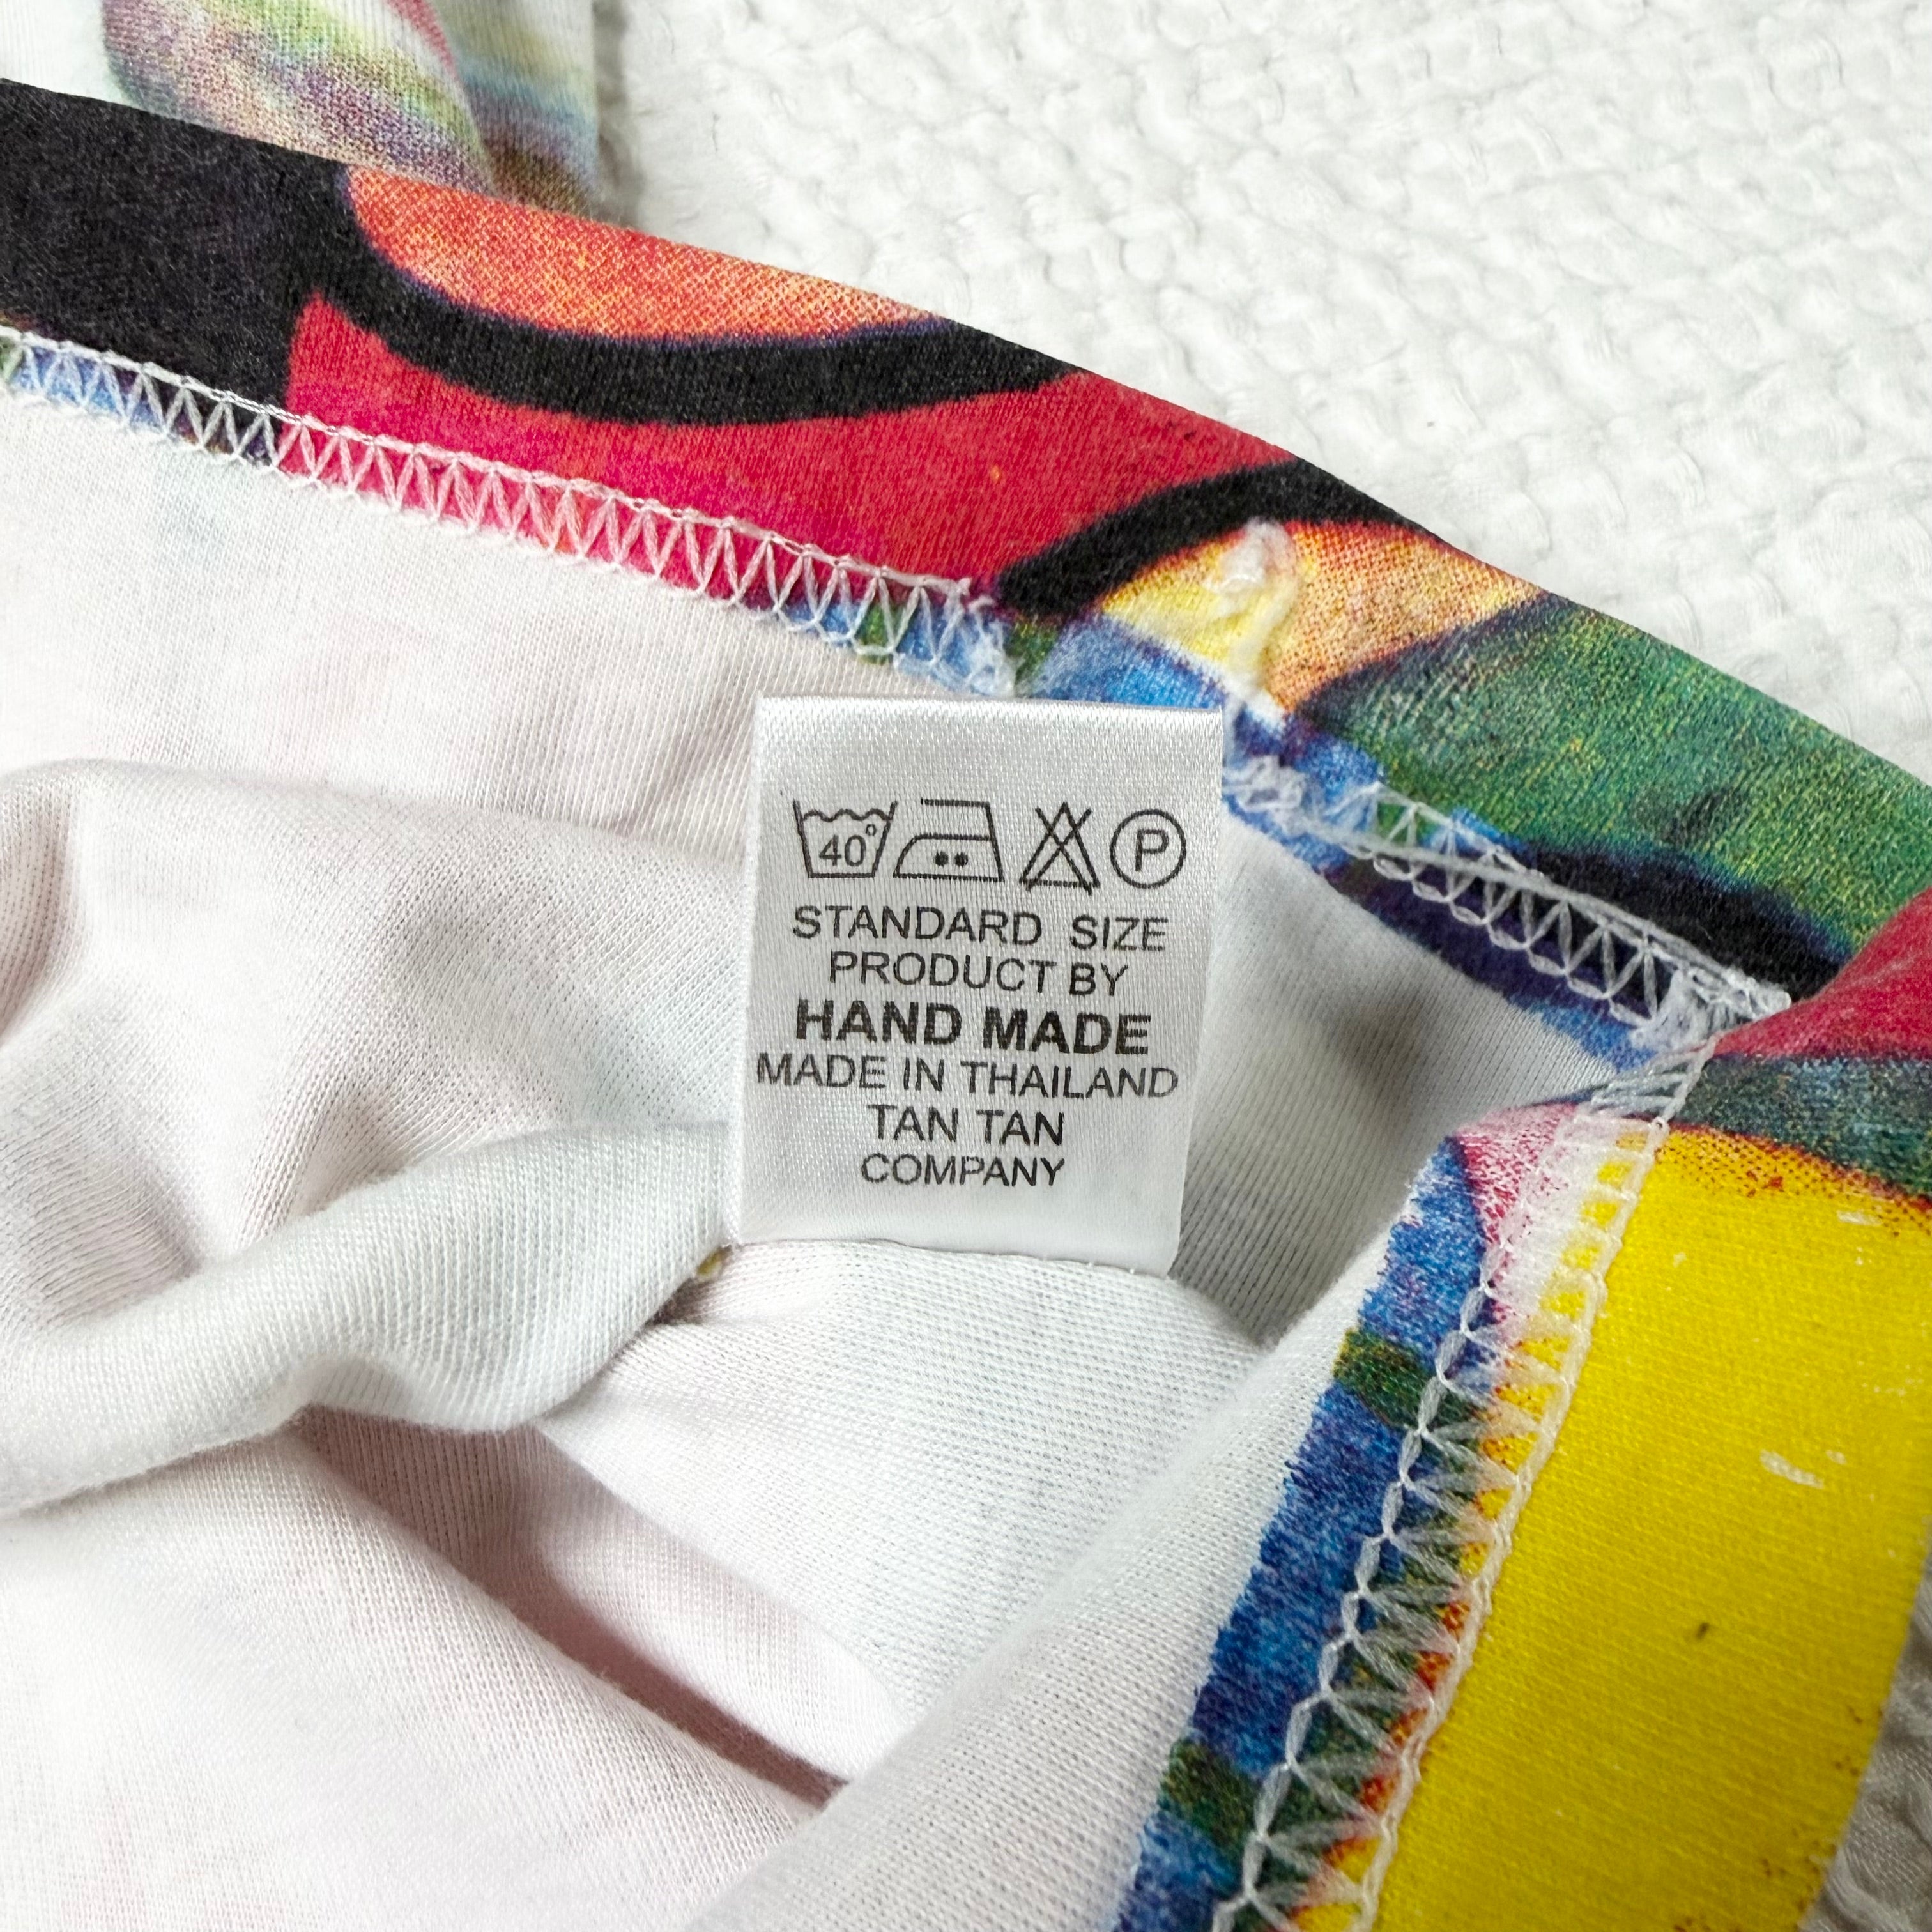 40° P
STANDARD SIZE
PRODUCT BY
HAND MADE
MADE IN THAILAND
TAN TAN
COMPANY